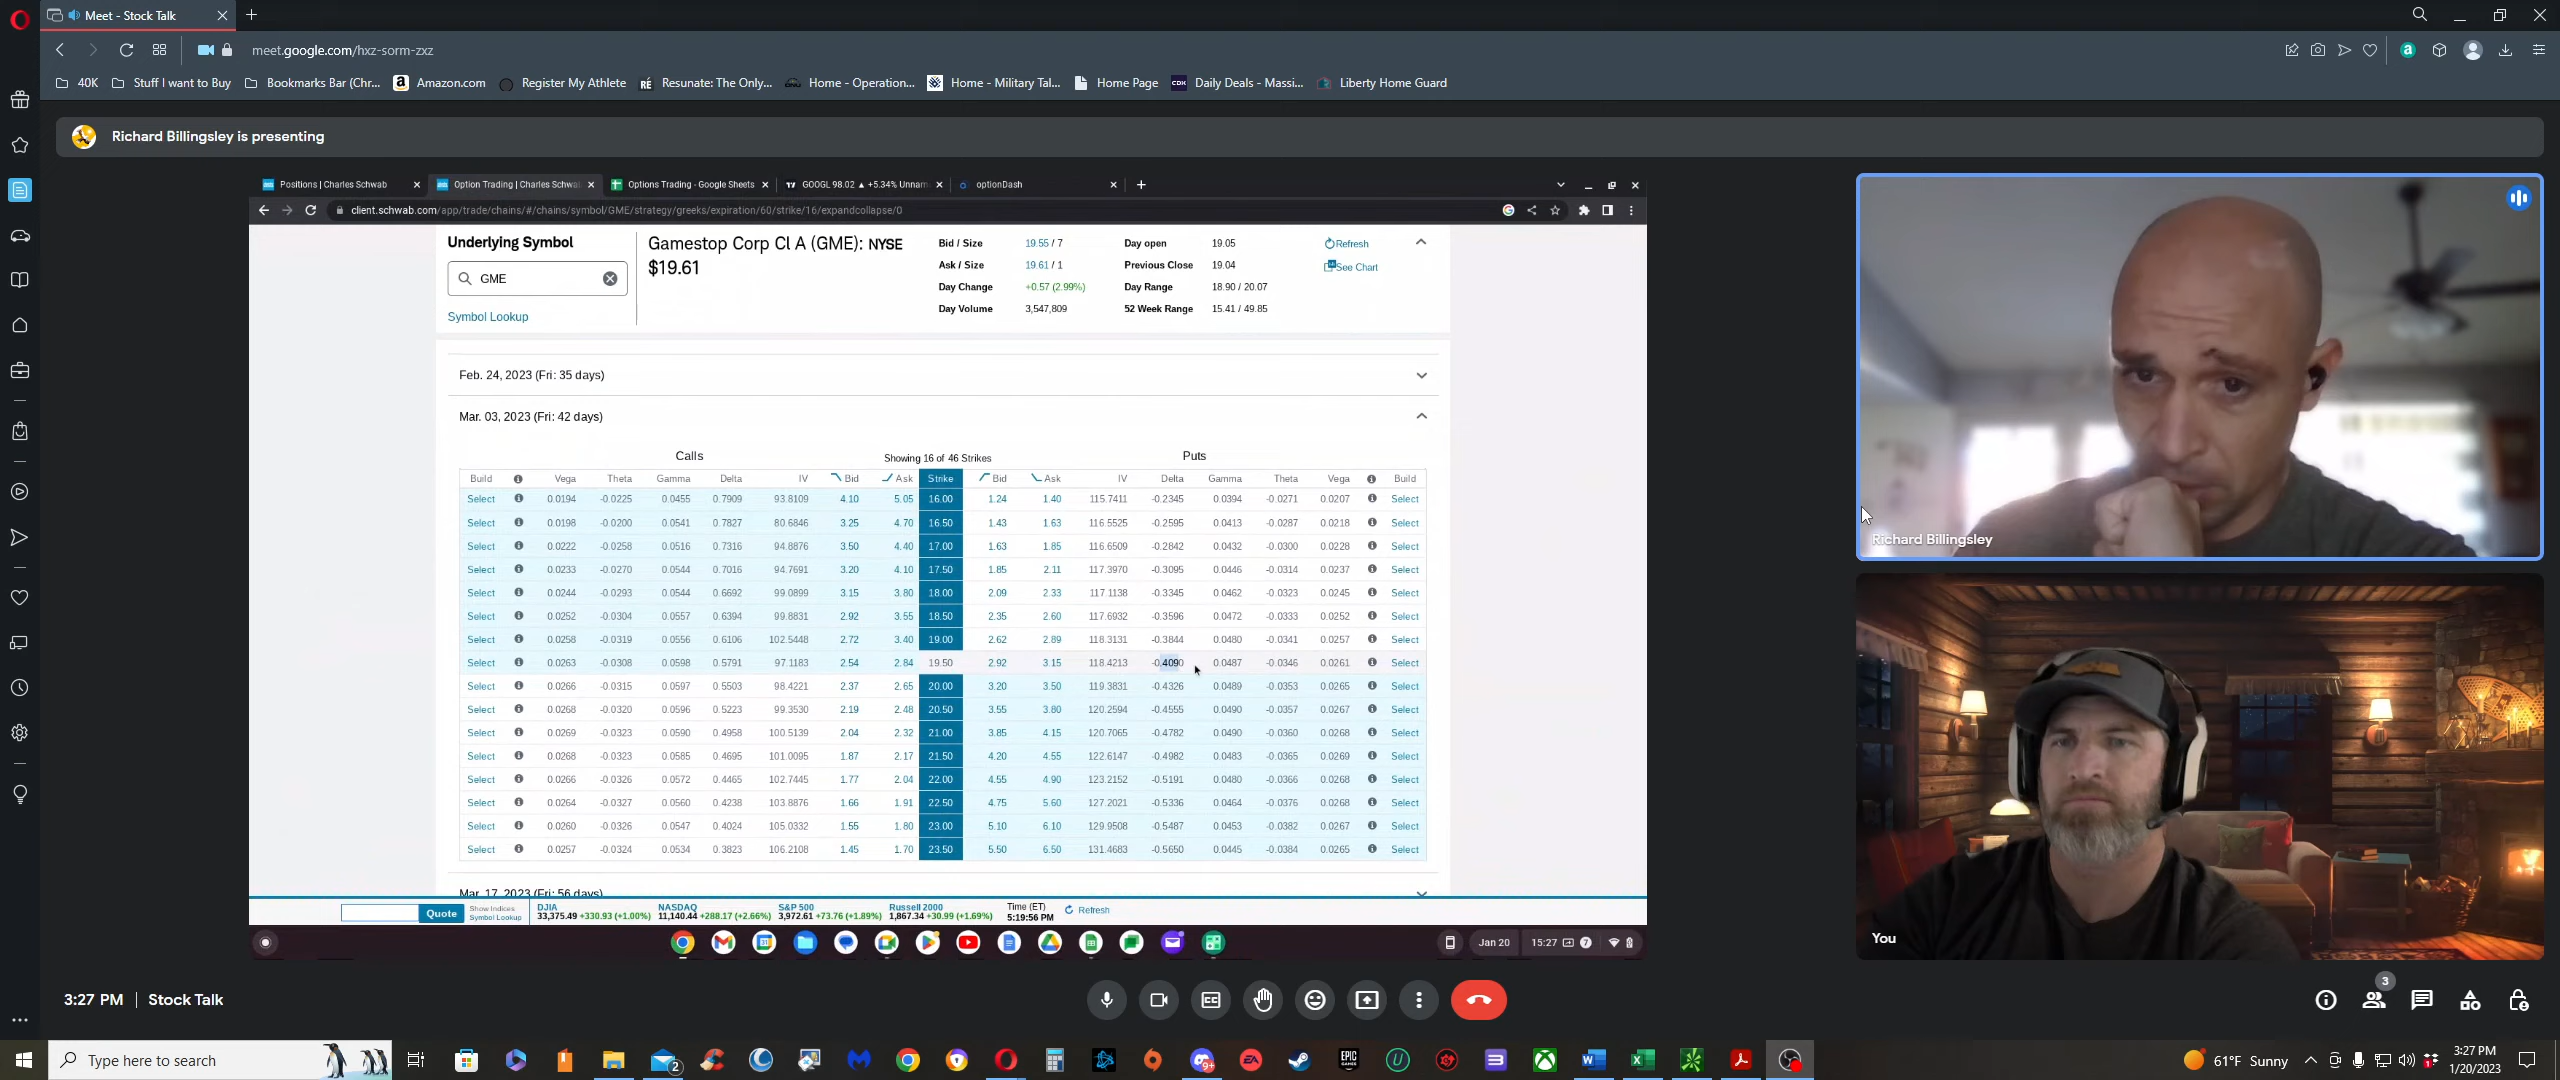 Meet - Stock Talk
meet.google.com/hxz-sorm-zxz
40K
Stuff I want to Buy
Bookmarks Bar (Chr...
Amazon.com
Register My Athlete
Resunate: The Only...
Home - Operation...
Home - Military Tal...
Home Page
Daily Deals - Massi...
Liberty Home Guard
Richard Billingsley is presenting
Positions | Charles Schwab
Option Trading | Charles Schwa
Options Trading - Google Sheets
GOOGL 98.02 ▲ +5.34% Unnam
optionDash
client.schwab.com/app/trade/chains/#/chains/symbol/GME/strategy/greeks/expiration/60/strike/16/expandcollapse/0
Underlying Symbol
GME
Symbol Lookup
Gamestop Corp Cl A (GME): NYSE
$19.61
Bid / Size 19.55 / 7
Ask / Size 19.61 / 1
Day Change +0.57 (2.99%)
Day Volume 3,547,809
Day open 19.05
Previous Close 19.04
Day Range 18.90 / 20.07
52 Week Range 15.41 / 49.85
Refresh
See Chart
Feb. 24, 2023 (Fri: 35 days)
Mar. 03, 2023 (Fri: 42 days)
Calls Showing 16 of 46 Strikes Puts
Build Vega Theta Gamma Delta IV Bid Ask Strike Bid Ask IV Delta Gamma Theta Vega Build
Select 0.0194 -0.0225 0.0455 0.7909 93.8109 4.10 5.05 16.00 1.24 1.40 115.7411 -0.2345 0.0394 -0.0271 0.0207 Select
Select 0.0198 -0.0200 0.0541 0.7827 80.6846 3.25 4.70 16.50 1.43 1.63 116.5525 -0.2595 0.0413 -0.0287 0.0218 Select
Select 0.0222 -0.0258 0.0516 0.7316 94.8876 3.50 4.40 17.00 1.63 1.85 116.6509 -0.2842 0.0432 -0.0300 0.0228 Select
Select 0.0233 -0.0270 0.0544 0.7016 94.7691 3.20 4.10 17.50 1.85 2.11 117.3970 -0.3095 0.0446 -0.0314 0.0237 Select
Select 0.0244 -0.0293 0.0544 0.6692 99.0899 3.15 3.80 18.00 2.09 2.33 117.1138 -0.3345 0.0462 -0.0323 0.0245 Select
Select 0.0252 -0.0304 0.0557 0.6394 99.8831 2.92 3.55 18.50 2.35 2.60 117.6932 -0.3596 0.0472 -0.0333 0.0252 Select
Select 0.0258 -0.0319 0.0556 0.6106 102.5448 2.72 3.40 19.00 2.62 2.89 118.3131 -0.3844 0.0480 -0.0341 0.0257 Select
Select 0.0263 -0.0308 0.0598 0.5791 97.1183 2.54 2.84 19.50 2.92 3.15 118.4213 -0.4090 0.0487 -0.0346 0.0261 Select
Select 0.0266 -0.0315 0.0597 0.5503 98.4221 2.37 2.65 20.00 3.20 3.50 119.3831 -0.4326 0.0489 -0.0353 0.0265 Select
Select 0.0268 -0.0320 0.0596 0.5223 99.3530 2.19 2.48 20.50 3.55 3.80 120.2594 -0.4555 0.0490 -0.0357 0.0267 Select
Select 0.0269 -0.0323 0.0590 0.4958 100.5139 2.04 2.32 21.00 3.85 4.15 120.7065 -0.4782 0.0490 -0.0360 0.0268 Select
Select 0.0268 -0.0323 0.0585 0.4695 101.0095 1.87 2.17 21.50 4.20 4.55 122.6147 -0.4982 0.0483 -0.0365 0.0269 Select
Select 0.0266 -0.0326 0.0572 0.4465 102.7445 1.77 2.04 22.00 4.55 4.90 123.2152 -0.5191 0.0480 -0.0366 0.0268 Select
Select 0.0264 -0.0327 0.0560 0.4238 103.8876 1.66 1.91 22.50 4.75 5.60 127.2021 -0.5336 0.0464 -0.0376 0.0268 Select
Select 0.0260 -0.0326 0.0547 0.4024 105.0332 1.55 1.80 23.00 5.10 6.10 129.9508 -0.5487 0.0453 -0.0382 0.0267 Select
Select 0.0257 -0.0324 0.0534 0.3823 106.2108 1.45 1.70 23.50 5.50 6.50 131.4683 -0.5650 0.0445 -0.0384 0.0265 Select
Mar. 17, 2023 (Fri: 56 days)
Quote
Show Indices
Symbol Lookup
DJIA
33,375.49 +330.93 (+1.00%)
NASDAQ
11,140.44 +288.17 (+2.66%)
S&P 500
3,972.61 +73.76 (+1.89%)
Russell 2000
1,867.34 +30.99 (+1.69%)
Time (ET)
5:19:56 PM
Refresh
Jan 20
15:27
7
Richard Billingsley
You
3:27 PM | Stock Talk
3
Type here to search
2
9+
61°F Sunny
3:27 PM
1/20/2023